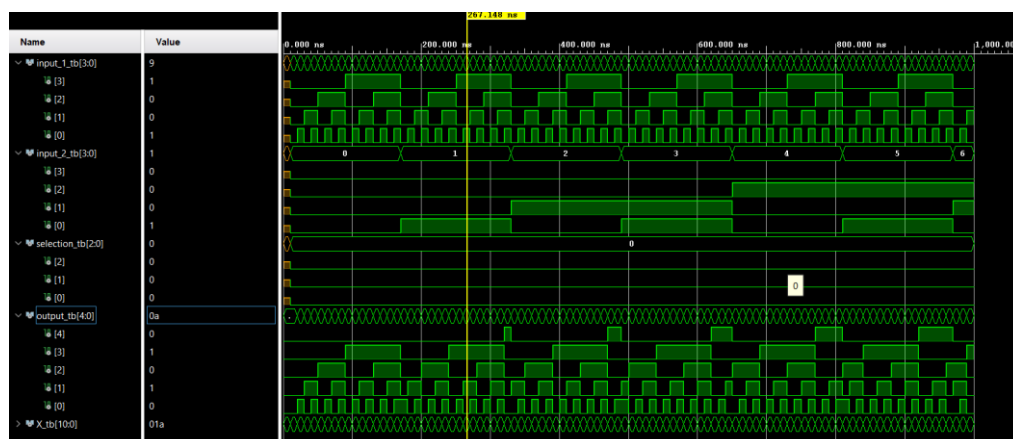 267.148 ns
Name Value 0.000 ns 200.000 ns 400.000 ns 600.000 ns 800.000 ns 1,000.00
input_1_tb[3:0] 9
[3] 1
[2] 0
[1] 0
[0] 1
input_2_tb[3:0] 1 0 1 2 3 4 5 6
[3] 0
[2] 0
[1] 0
[0] 1
selection_tb[2:0] 0 0
[2] 0
[1] 0 0
[0] 0
output_tb[4:0] 0a
[4] 0
[3] 1
[2] 0
[1] 1
[0] 0
X_tb[10:0] 01a